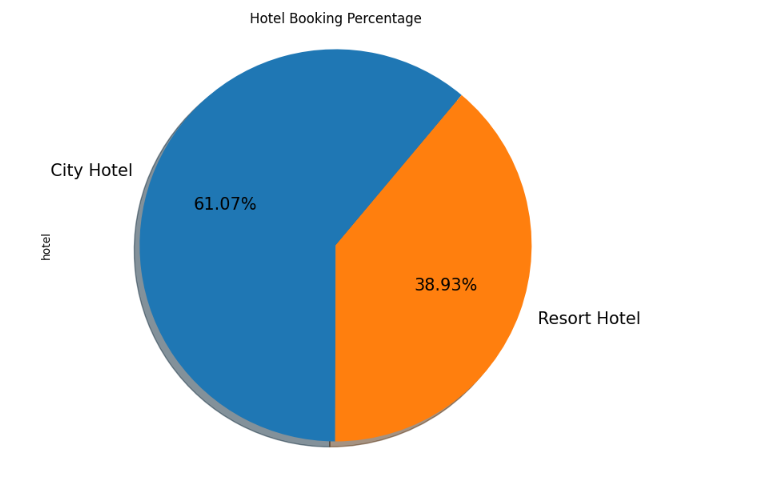 Hotel Booking Percentage
City Hotel
61.07%
hotel
38.93%
Resort Hotel